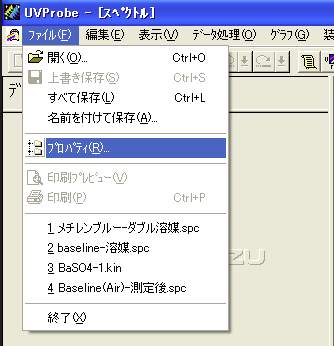 UVProbe - [スペクトル]
ファイル(F) 編集(E) 表示(V) データ処理(O) グラフ(G) 装
開く(O)... Ctrl+O
上書き保存(S) Ctrl+S
すべて保存(L) Ctrl+L
名前を付けて保存(A)...
デ
プロパティ(R)...
印刷プレビュー(V)
印刷(P) Ctrl+P
1 メチレンブルーーダブル溶媒.spc
2 baseline-溶媒.spc
3 BaSO4-1.kin
ZU
4 Baseline(Air)-測定後.spc
終了(X)